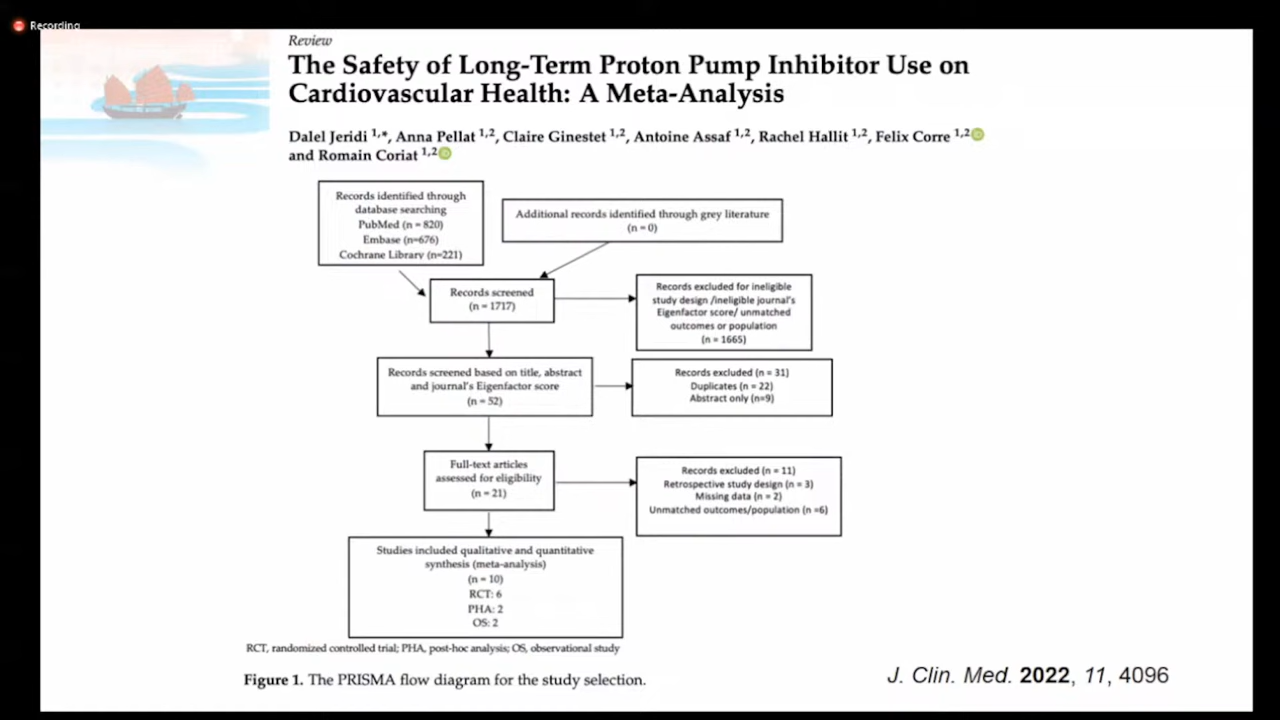 Recording
Review
The Safety of Long-Term Proton Pump Inhibitor Use on
Cardiovascular Health: A Meta-Analysis
Dalel Jeridi 1,*, Anna Pellat 1,2, Claire Ginestet 1,2, Antoine Assaf 1,2, Rachel Hallit 1,2, Felix Corre 1,2
and Romain Coriat 1,2
Records identified through
database searching
PubMed (n = 820)
Embase (n=676)
Cochrane Library (n=221)
Additional records identified through grey literature
(n = 0)
Records screened
(n = 1717)
Records excluded for ineligible
study design /ineligible journal's
Eigenfactor score/ unmatched
outcomes or population
(n = 1665)
Records screened based on title, abstract
and journal's Eigenfactor score
(n = 52)
Records excluded (n = 31)
Duplicates (n = 22)
Abstract only (n=9)
Full-text articles
assessed for eligibility
(n = 21)
Records excluded (n = 11)
Retrospective study design (n = 3)
Missing data (n = 2)
Unmatched outcomes/population (n =6)
Studies included qualitative and quantitative
synthesis (meta-analysis)
(n = 10)
RCT: 6
PHA: 2
OS: 2
RCT, randomized controlled trial; PHA, post-hoc analysis; OS, observational study
Figure 1. The PRISMA flow diagram for the study selection.
J. Clin. Med. 2022, 11, 4096